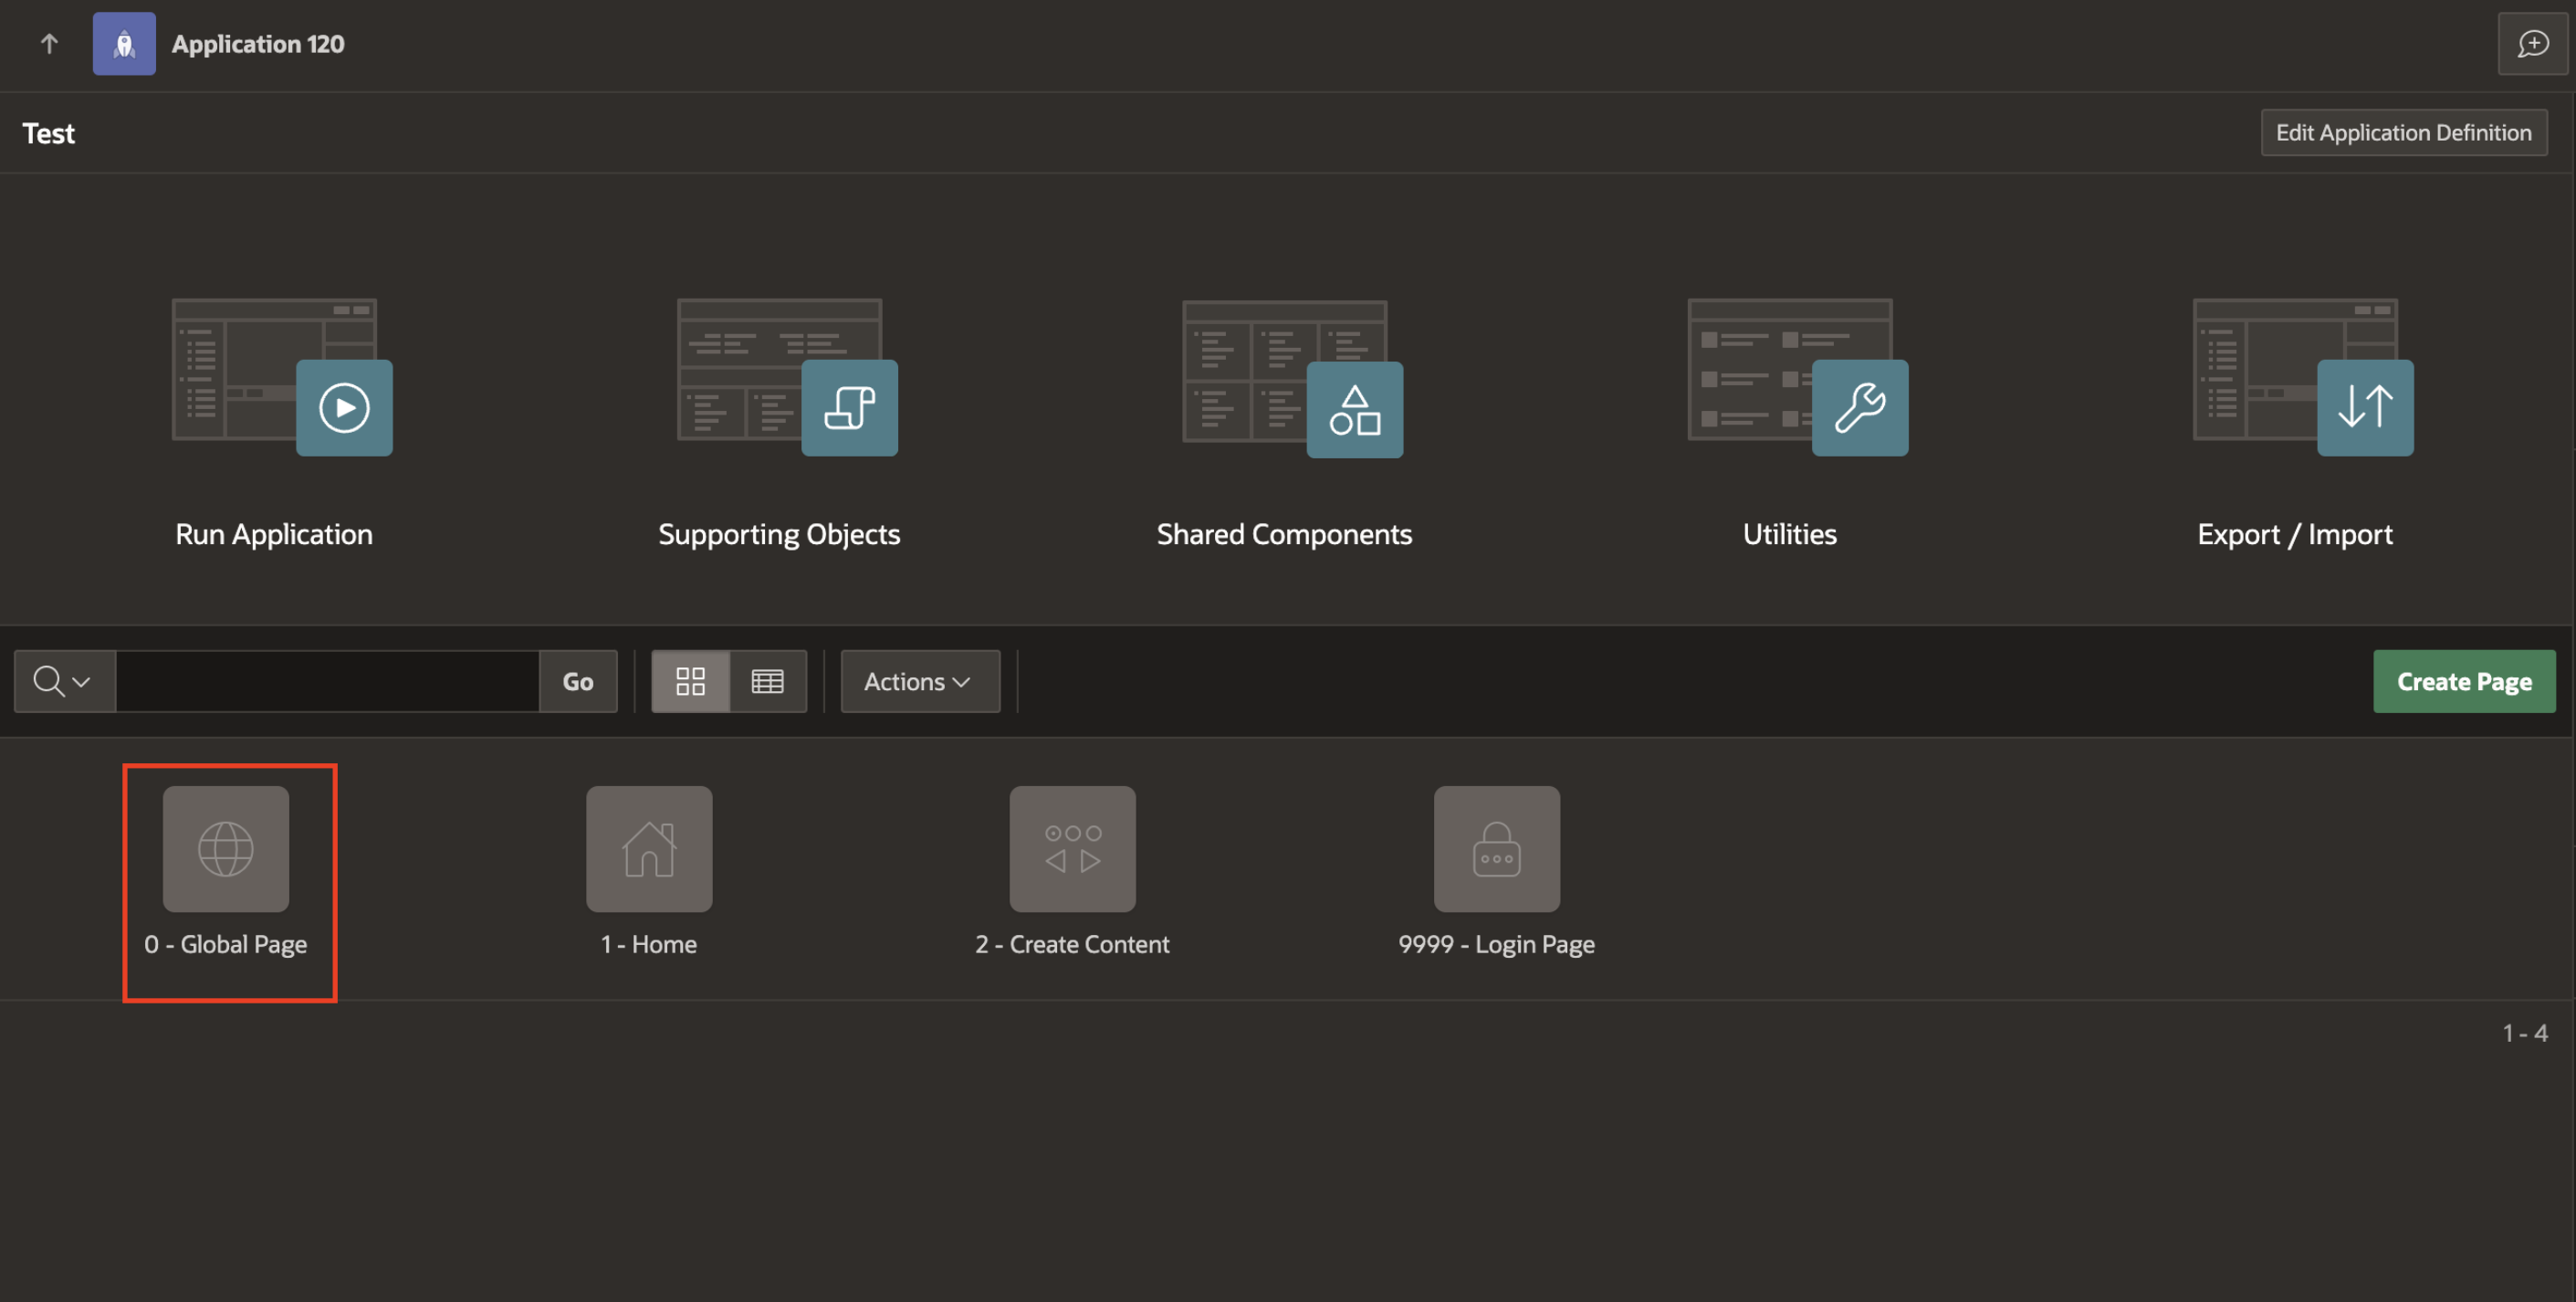 Application 120
Test
Edit Application Definition
Run Application
Supporting Objects
Shared Components
Utilities
Export / Import
Go
Actions
Create Page
0 - Global Page
1 - Home
2 - Create Content
9999 - Login Page
1 - 4